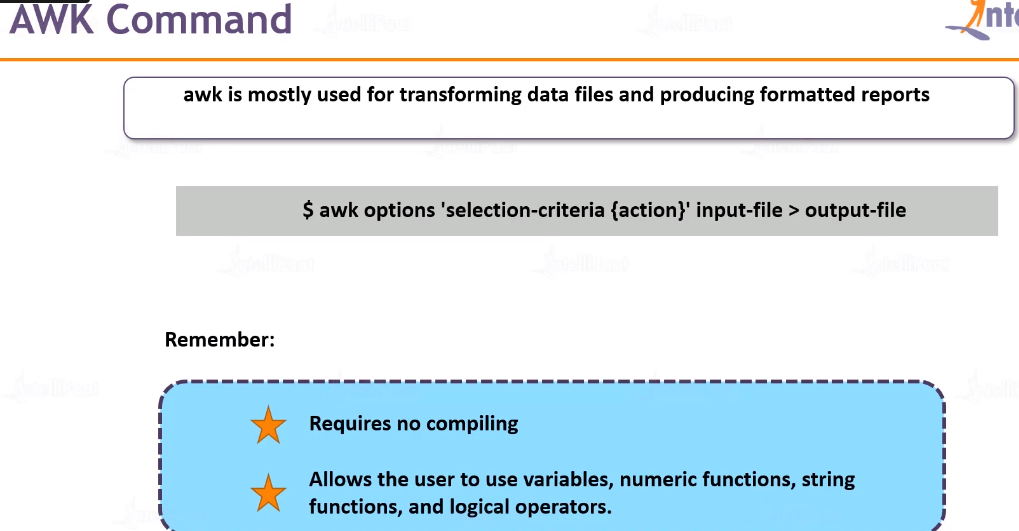 AWK Command
awk is mostly used for transforming data files and producing formatted reports
$ awk options 'selection-criteria {action}' input-file > output-file
Remember:
Requires no compiling
Allows the user to use variables, numeric functions, string
functions, and logical operators.